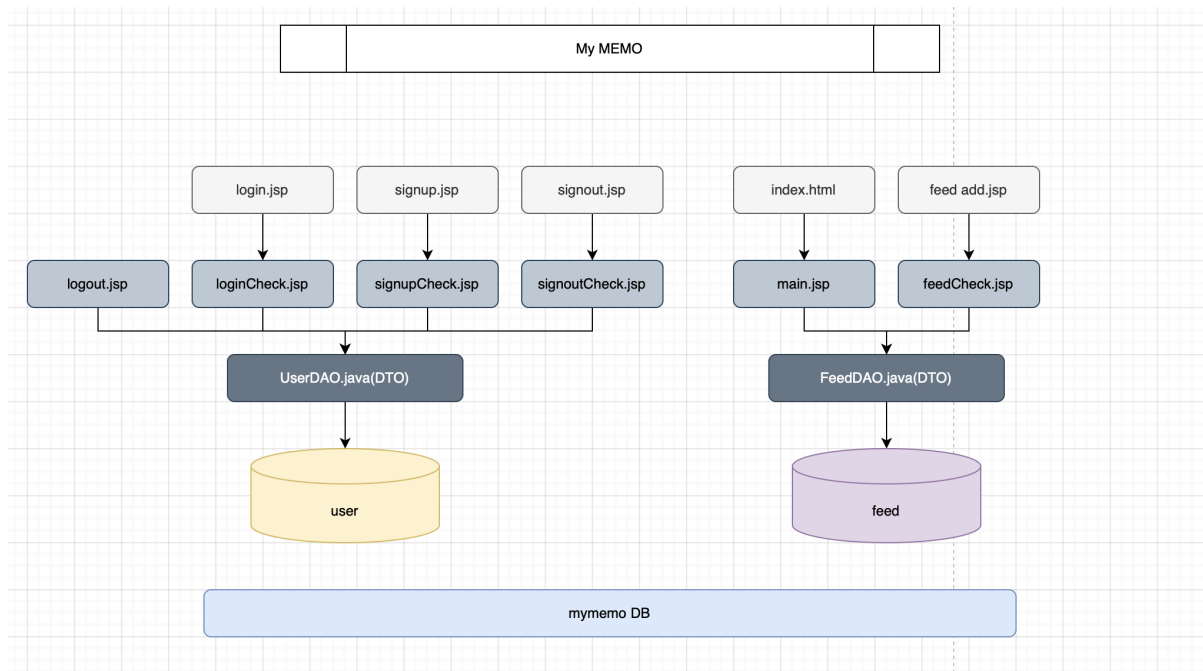 My MEMO
login.jsp
signup.jsp
signout.jsp
index.html
feed add.jsp
logout.jsp
loginCheck.jsp
signupCheck.jsp
signoutCheck.jsp
main.jsp
feedCheck.jsp
UserDAO.java(DTO)
FeedDAO.java(DTO)
user
feed
mymemo DB